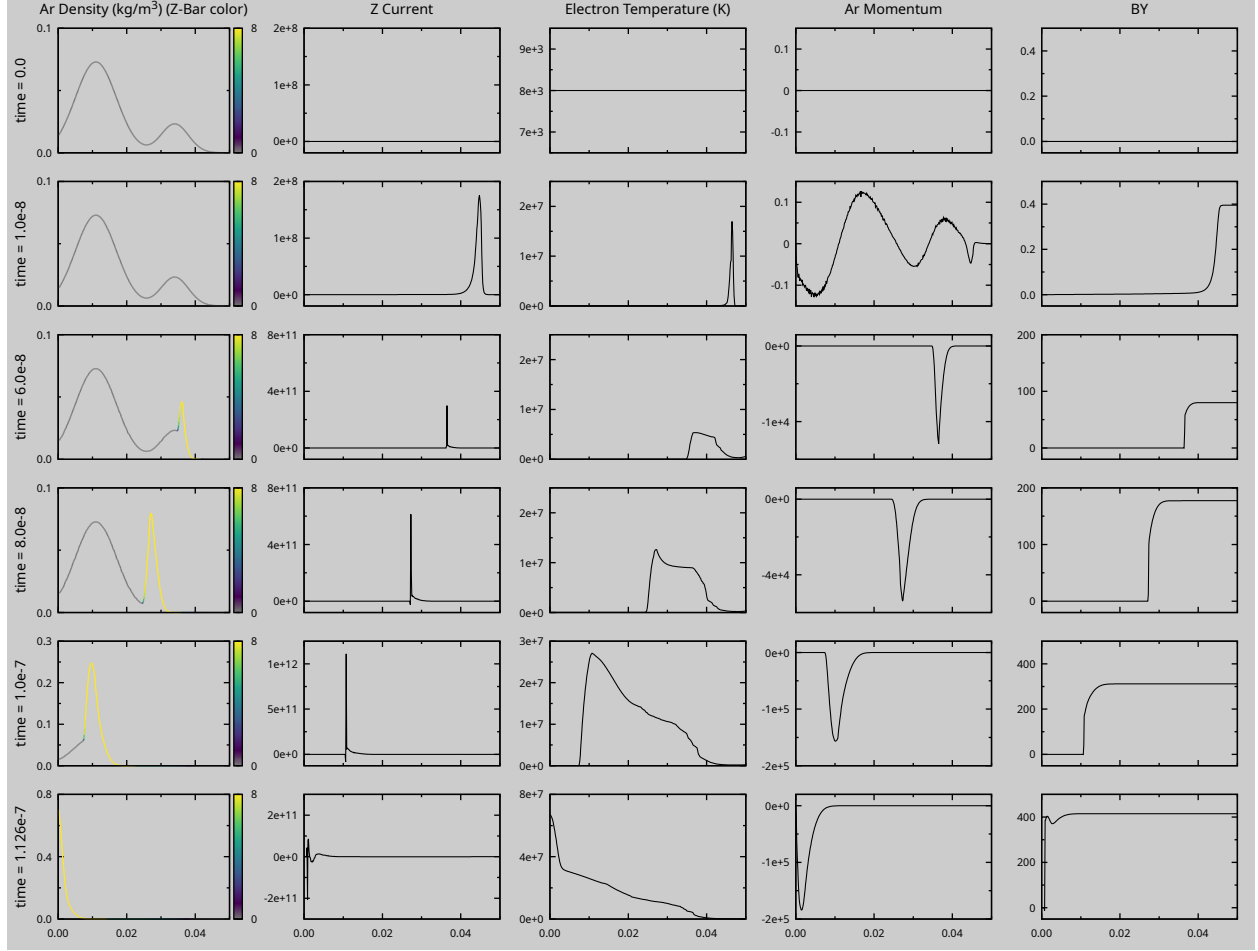 Ar Density (kg/m³) (Z-Bar color) Z Current Electron Temperature (K) Ar Momentum BY
time = 0.0
0.1
0.0
8
0
2e+8
1e+8
0e+0
9e+3
8e+3
7e+3
0.1
0
-0.1
0.4
0.2
0.0
time = 1.0e-8
0.1
0.0
8
0
2e+8
1e+8
0e+0
2e+7
1e+7
0e+0
0.1
0
-0.1
0.4
0.2
0.0
time = 6.0e-8
0.1
0.0
8
0
8e+11
4e+11
0e+0
2e+7
1e+7
0e+0
0e+0
-1e+4
200
100
0
time = 8.0e-8
0.1
0.0
8
0
8e+11
4e+11
0e+0
2e+7
1e+7
0e+0
0e+0
-4e+4
200
100
0
time = 1.0e-7
0.3
0.2
0.1
0.0
8
0
1e+12
5e+11
0e+0
3e+7
2e+7
1e+7
0e+0
0e+0
-1e+5
-2e+5
400
200
0
time = 1.126e-7
0.8
0.4
0.0
8
0
2e+11
0e+0
-2e+11
8e+7
4e+7
0e+0
0e+0
-1e+5
-2e+5
400
200
0
0.00 0.02 0.04 0.00 0.02 0.04 0.00 0.02 0.04 0.00 0.02 0.04 0.00 0.02 0.04